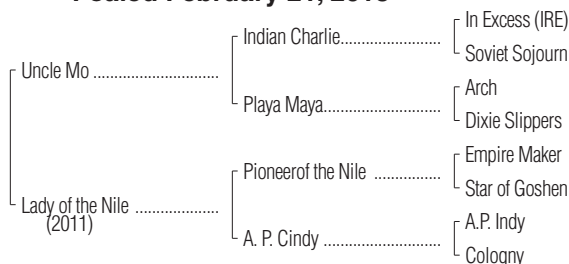 Foaled February 21, 2018
In Excess (IRE)
Indian Charlie
Soviet Sojourn
Uncle Mo
Arch
Playa Maya
Dixie Slippers
Empire Maker
Pioneerof the Nile
Star of Goshen
Lady of the Nile
(2011)
A.P. Indy
A. P. Cindy
Cologny